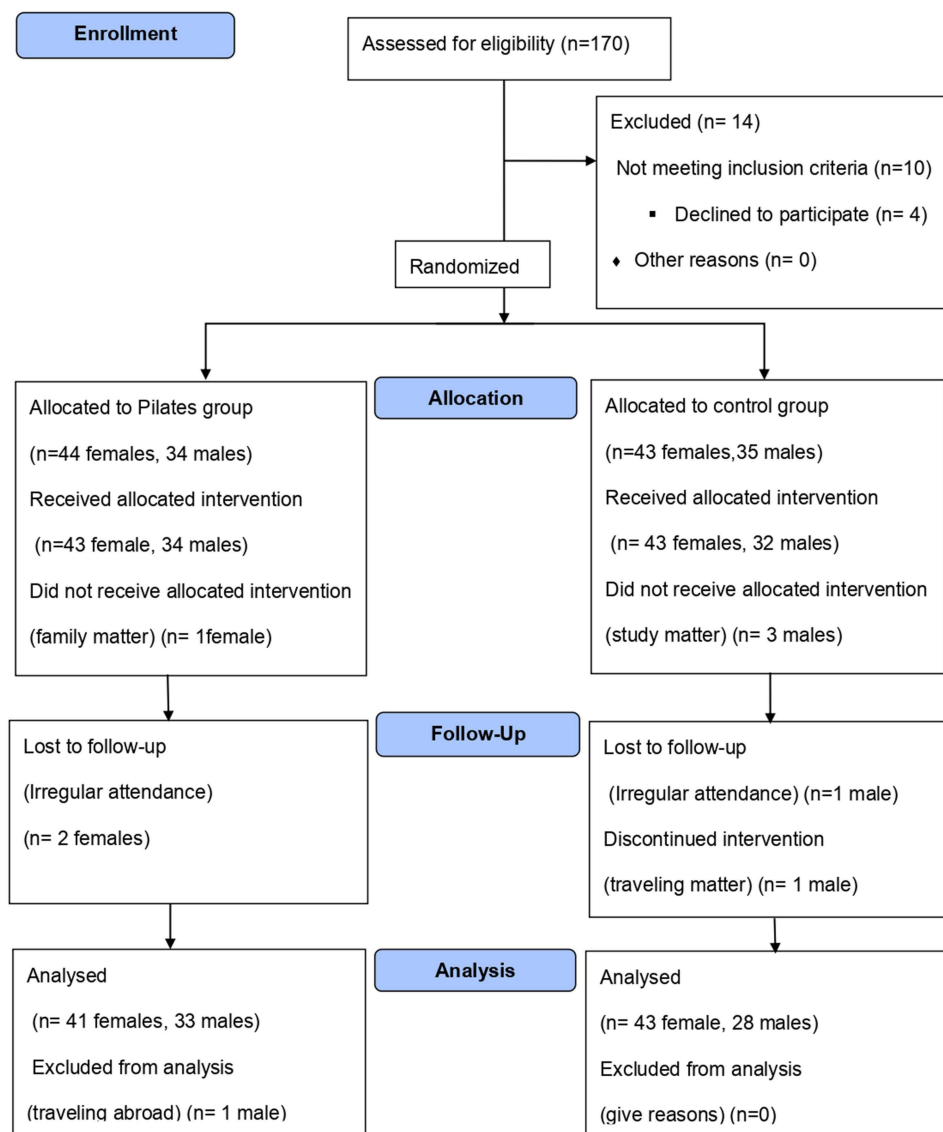 Enrollment
Assessed for eligibility (n=170)
Excluded (n= 14)
Not meeting inclusion criteria (n=10)
▪ Declined to participate (n= 4)
♦ Other reasons (n= 0)
Randomized
Allocation
Allocated to Pilates group
(n=44 females, 34 males)
Received allocated intervention
(n=43 female, 34 males)
Did not receive allocated intervention
(family matter) (n= 1female)
Allocated to control group
(n=43 females,35 males)
Received allocated intervention
(n= 43 females, 32 males)
Did not receive allocated intervention
(study matter) (n= 3 males)
Follow-Up
Lost to follow-up
(Irregular attendance)
(n= 2 females)
Lost to follow-up
(Irregular attendance) (n=1 male)
Discontinued intervention
(traveling matter) (n= 1 male)
Analysis
Analysed
(n= 41 females, 33 males)
Excluded from analysis
(traveling abroad) (n= 1 male)
Analysed
(n= 43 female, 28 males)
Excluded from analysis
(give reasons) (n=0)